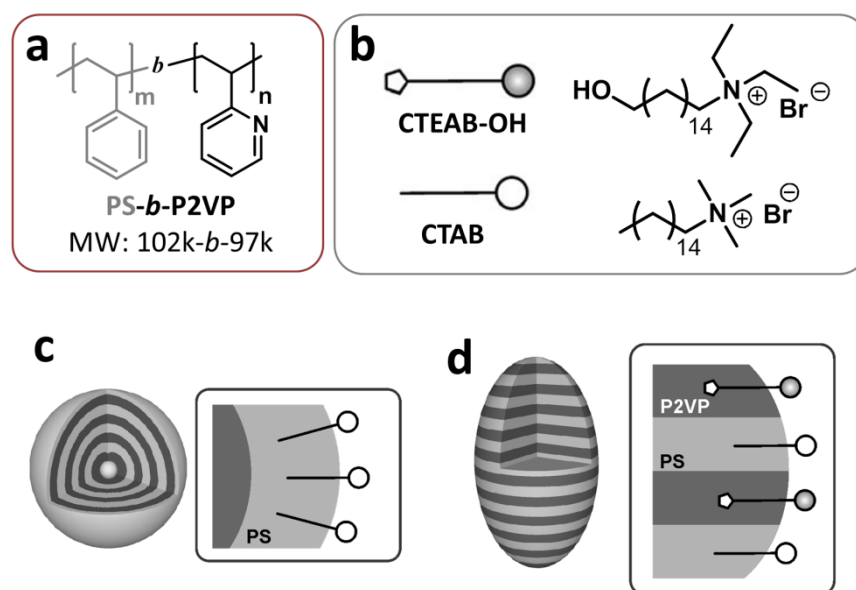 a
b
m
n
N
PS-b-P2VP
MW: 102k-b-97k
b
CTEAB-OH
HO
14
N
⊕
Br
⊖
CTAB
14
N
⊕
Br
⊖
c
PS
d
P2VP
PS